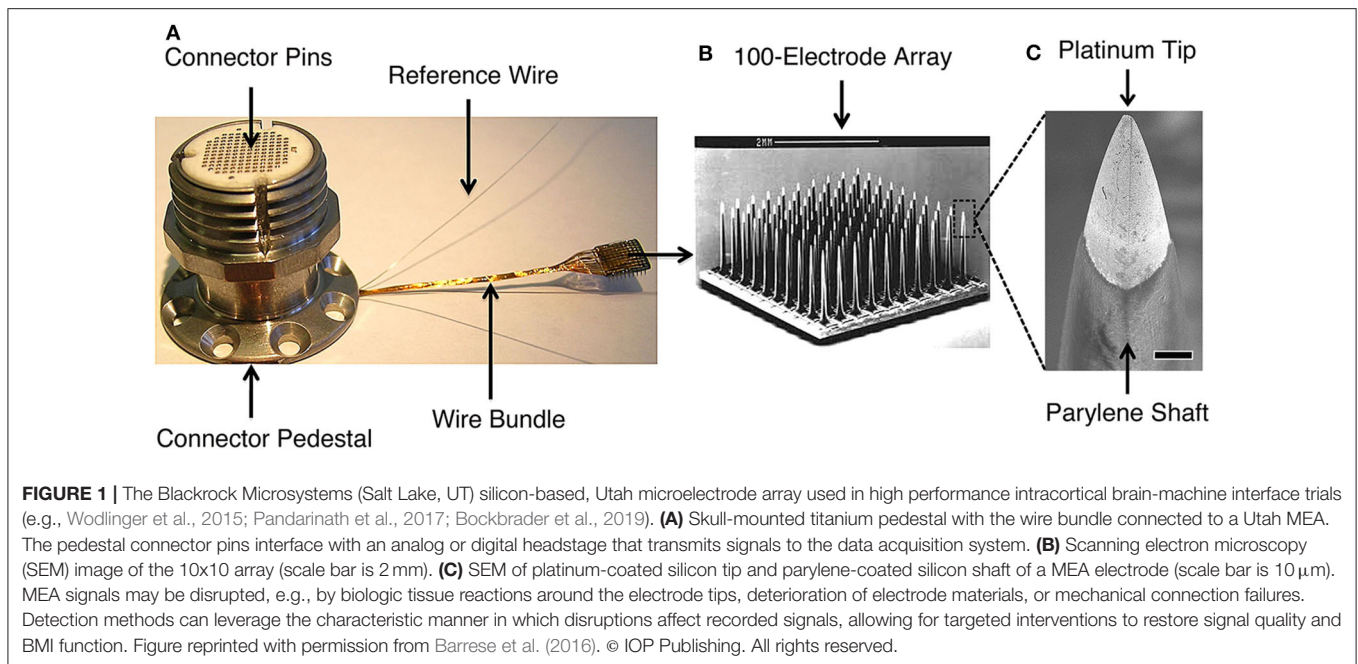 A
Connector Pins
Reference Wire
B
100-Electrode Array
C
Platinum Tip
2MM
Connector Pedestal
Wire Bundle
Parylene Shaft
FIGURE 1 | The Blackrock Microsystems (Salt Lake, UT) silicon-based, Utah microelectrode array used in high performance intracortical brain-machine interface trials
(e.g., Wodlinger et al., 2015; Pandarinath et al., 2017; Bockbrader et al., 2019). (A) Skull-mounted titanium pedestal with the wire bundle connected to a Utah MEA.
The pedestal connector pins interface with an analog or digital headstage that transmits signals to the data acquisition system. (B) Scanning electron microscopy
(SEM) image of the 10x10 array (scale bar is 2 mm). (C) SEM of platinum-coated silicon tip and parylene-coated silicon shaft of a MEA electrode (scale bar is 10 μm).
MEA signals may be disrupted, e.g., by biologic tissue reactions around the electrode tips, deterioration of electrode materials, or mechanical connection failures.
Detection methods can leverage the characteristic manner in which disruptions affect recorded signals, allowing for targeted interventions to restore signal quality and
BMI function. Figure reprinted with permission from Barrese et al. (2016). © IOP Publishing. All rights reserved.